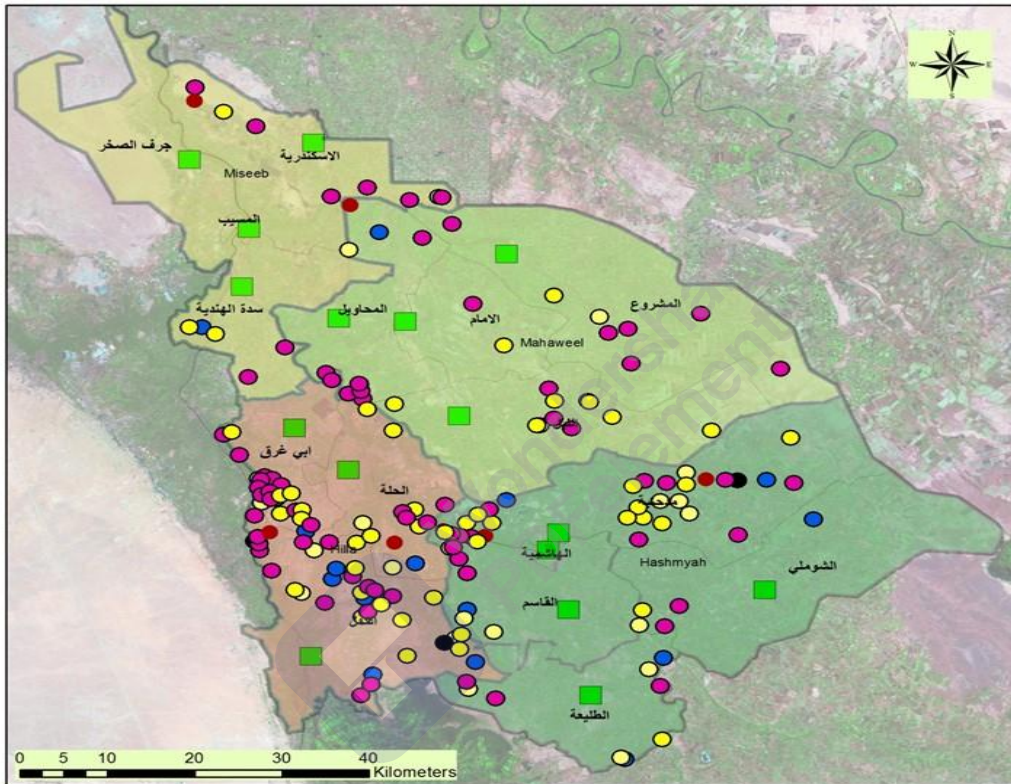 N
W E
S
جرف الصخر
الاسكندرية
Miseeb
المسيب
سدة الهندية
المحاويل
الامام
المشروع
Mahaweel
ابي غرق
الحلة
Hilla
الهاشمية
Hashmyah
الشوملي
القاسم
الطليعة
0 5 10 20 30 40
Kilometers